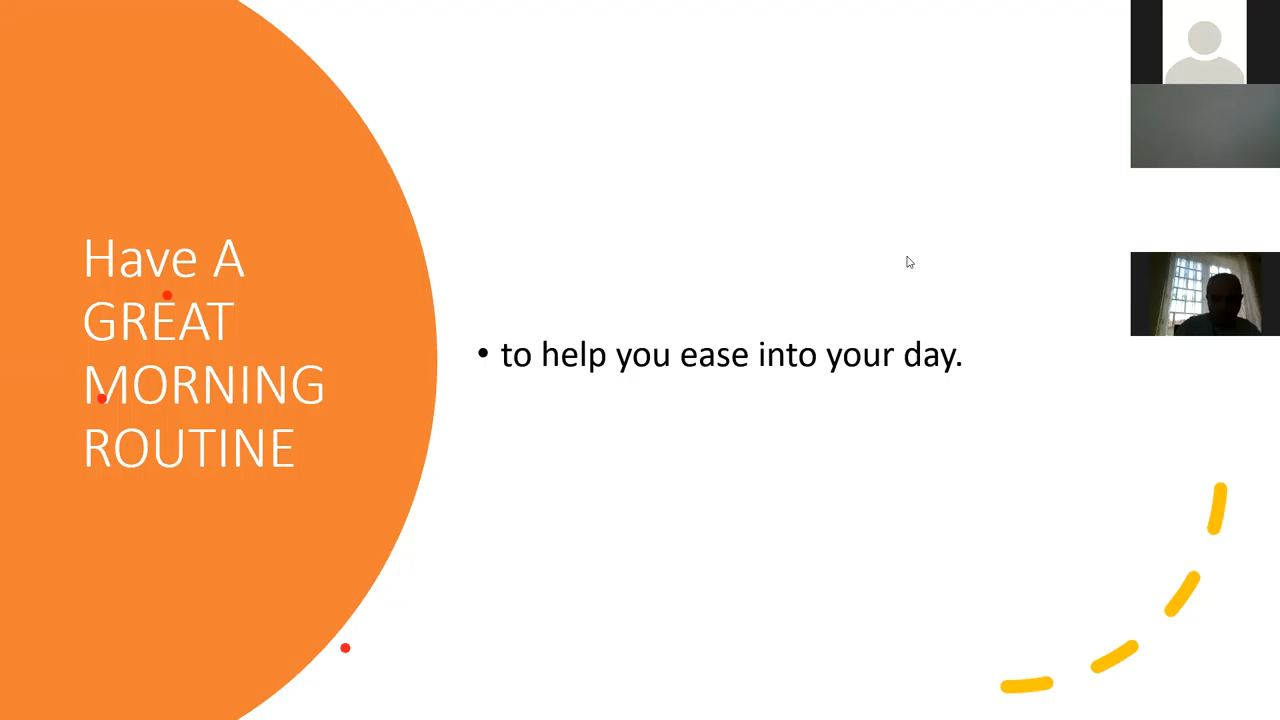 Have A
GREAT
MORNING
ROUTINE
• to help you ease into your day.